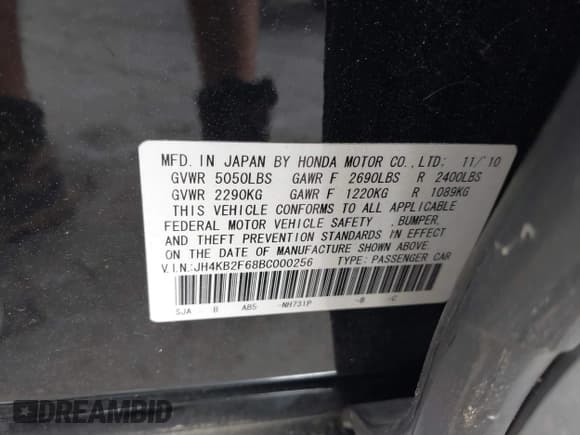 MFD. IN JAPAN BY HONDA MOTOR CO., LTD: 11/'10
GVWR 5050LBS GAWR F 2690LBS R 2400LBS
GVWR 2290KG GAWR F 1220KG R 1089KG
THIS VEHICLE CONFORMS TO ALL APPLICABLE
FEDERAL MOTOR VEHICLE SAFETY , BUMPER,
AND THEFT PREVENTION STANDARDS IN EFFECT
ON THE DATE OF MANUFACTURE SHOWN ABOVE.
V.I.N.:JH4KB2F68BC000256 TYPE: PASSENGER CAR
SJA B AB5 -NH731P -B -C
DREAMBID